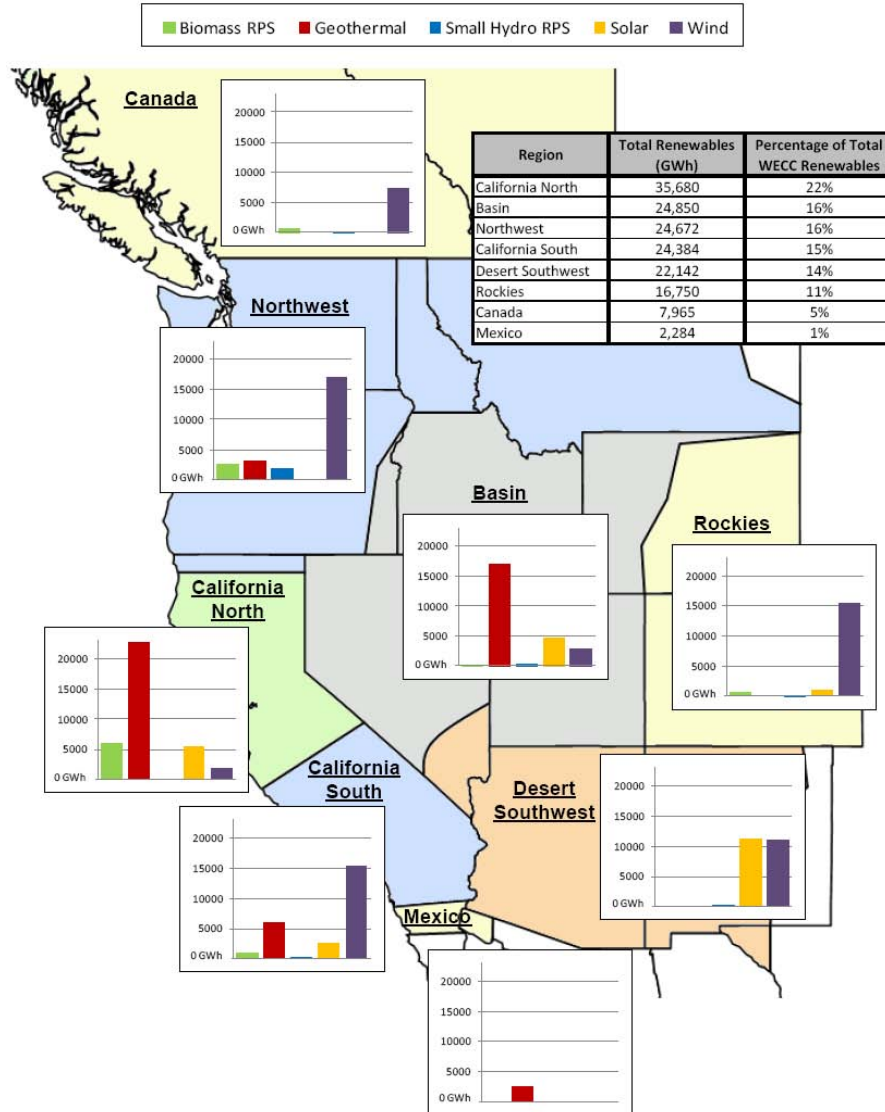 Biomass RPS Geothermal Small Hydro RPS Solar Wind
Canada
20000
15000
10000
5000
0 GWh
Region Total Renewables (GWh) Percentage of Total WECC Renewables
California North 35,680 22%
Basin 24,850 16%
Northwest 24,672 16%
California South 24,384 15%
Desert Southwest 22,142 14%
Rockies 16,750 11%
Canada 7,965 5%
Mexico 2,284 1%
Northwest
20000
15000
10000
5000
0 GWh
Basin
20000
15000
10000
5000
0 GWh
Rockies
20000
15000
10000
5000
0 GWh
California
North
20000
15000
10000
5000
0 GWh
California
South
20000
15000
10000
5000
0 GWh
Desert
Southwest
20000
15000
10000
5000
0 GWh
Mexico
20000
15000
10000
5000
0 GWh